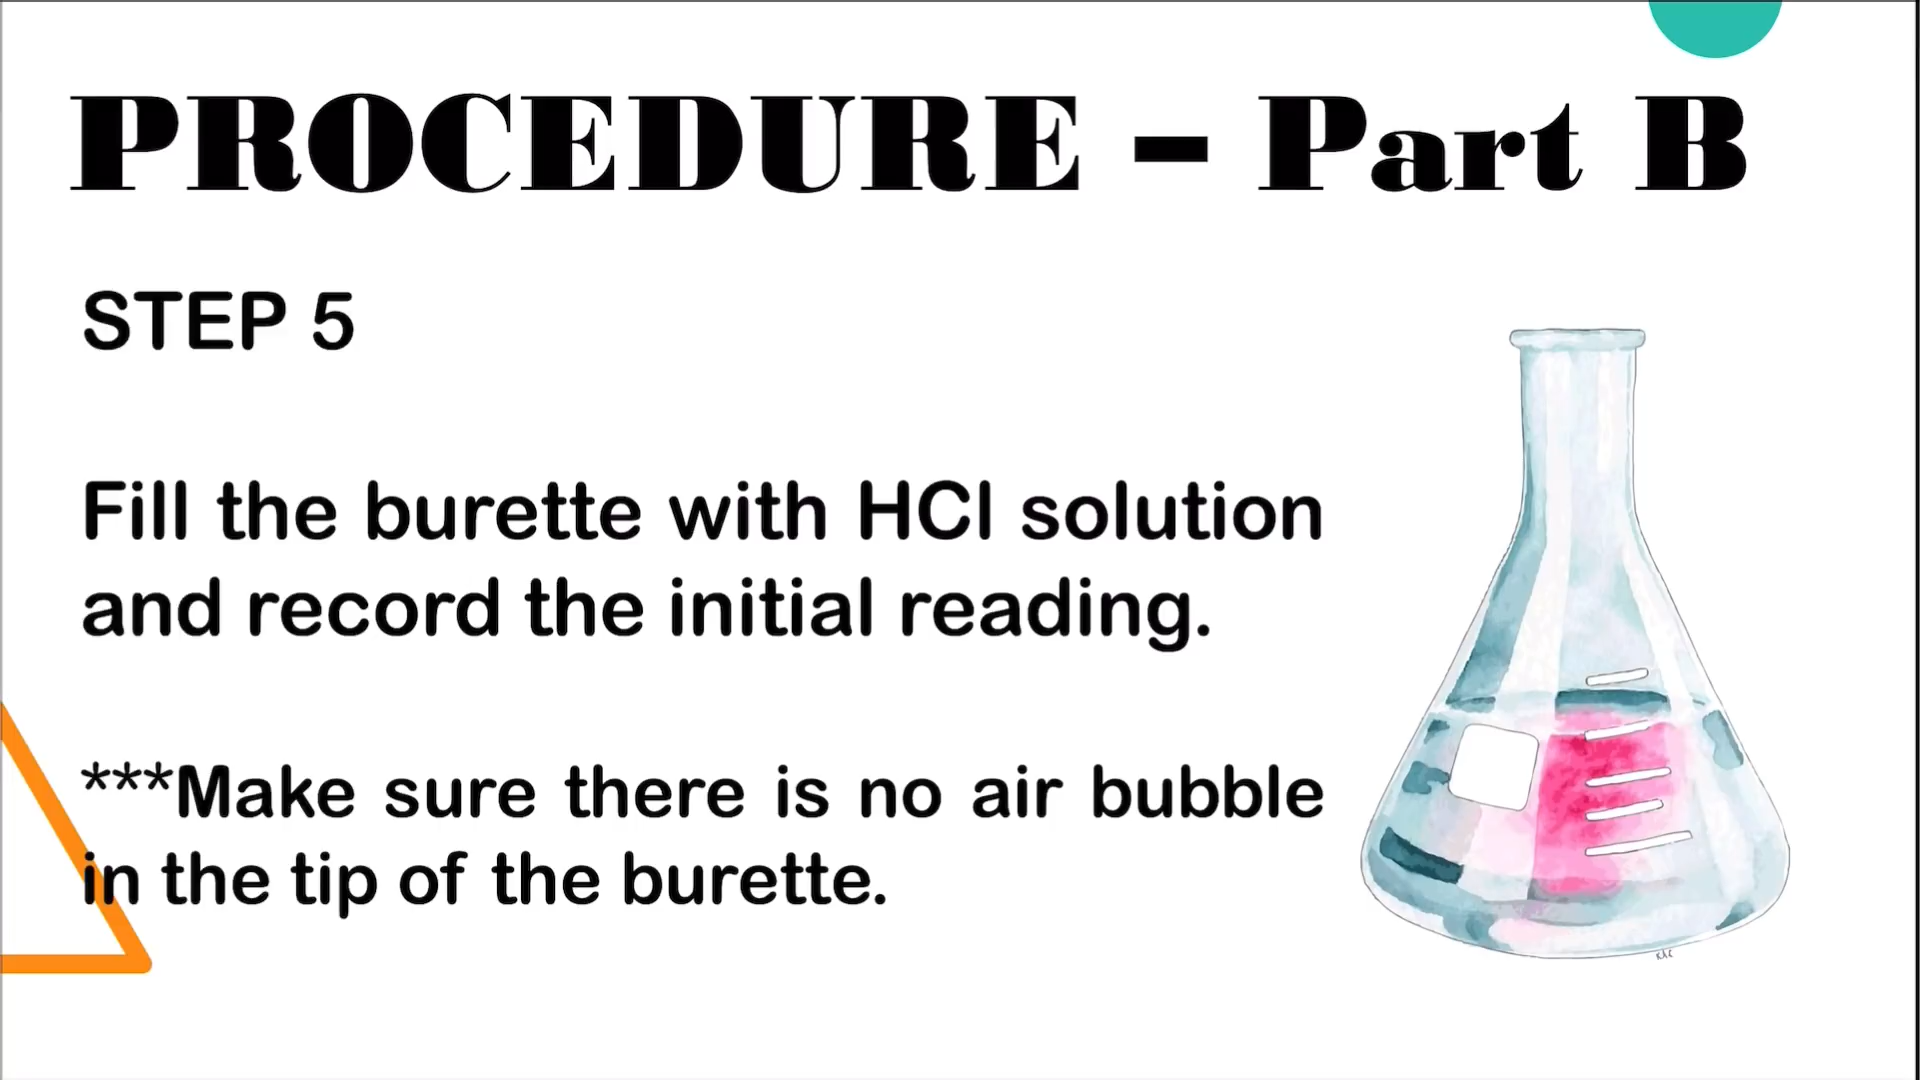 PROCEDURE – Part B
STEP 5
Fill the burette with HCl solution
and record the initial reading.
***Make sure there is no air bubble
in the tip of the burette.